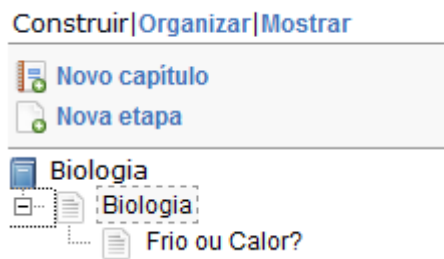 Construir|Organizar|Mostrar
Novo capítulo
Nova etapa
Biologia
Biologia
Frio ou Calor?